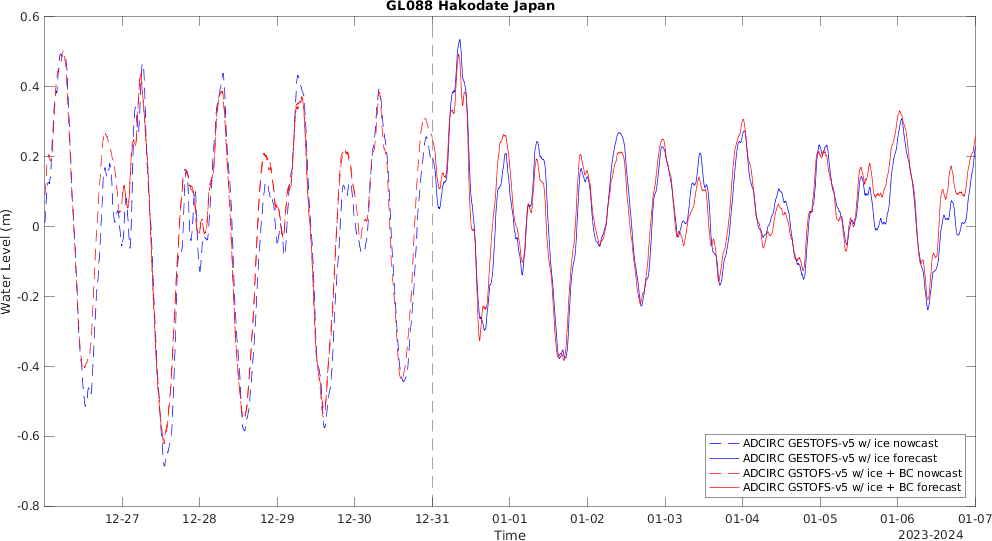 GL088 Hakodate Japan
0.6
0.4
0.2
0
-0.2
-0.4
-0.6
-0.8
Water Level (m)
ADCIRC GESTOFS-v5 w/ ice nowcast
ADCIRC GESTOFS-v5 w/ ice forecast
ADCIRC GSTOFS-v5 w/ ice + BC nowcast
ADCIRC GSTOFS-v5 w/ ice + BC forecast
12-27 12-28 12-29 12-30 12-31 01-01 01-02 01-03 01-04 01-05 01-06 01-07
Time
2023-2024